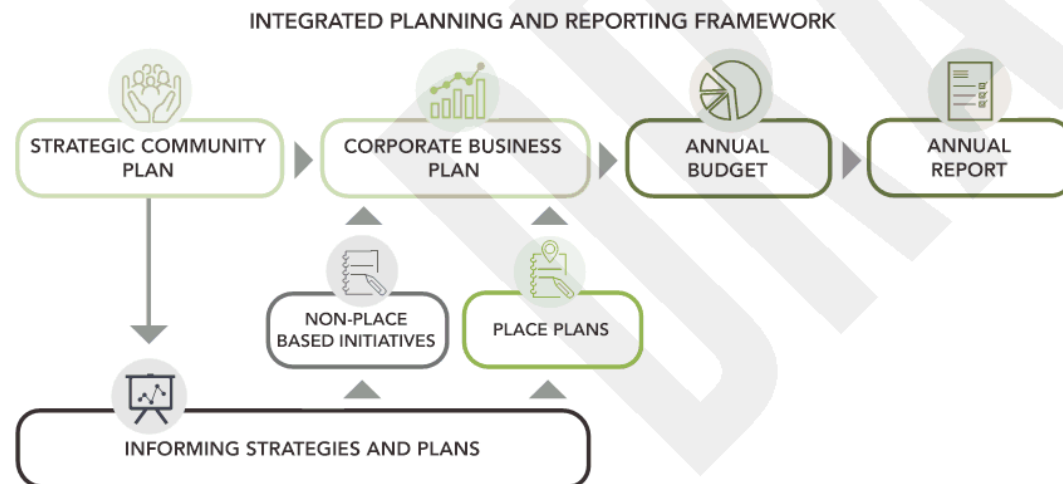 INTEGRATED PLANNING AND REPORTING FRAMEWORK
STRATEGIC COMMUNITY
PLAN
CORPORATE BUSINESS
PLAN
ANNUAL
BUDGET
ANNUAL
REPORT
NON-PLACE
BASED INITIATIVES
PLACE PLANS
INFORMING STRATEGIES AND PLANS